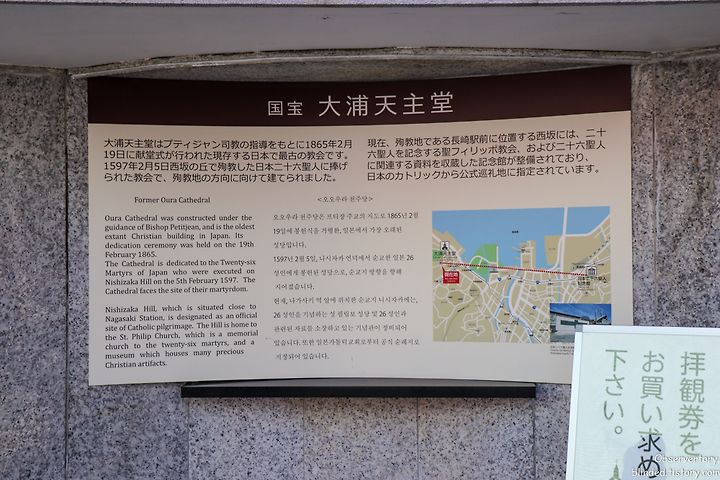 国宝 大浦天主堂
大浦天主堂はプティジャン司教の指導をもとに1865年2月
19日に献堂式が行われた現存する日本で最古の教会です。
1597年2月5日西坂の丘で殉教した日本二十六聖人に捧げ
られた教会で、殉教地の方向に向けて建てられました。
現在、殉教地である長崎駅前に位置する西坂には、二十
六聖人を記念する聖フィリッポ教会、および二十六聖人
に関連する資料を収蔵した記念館が整備されており、
日本のカトリックから公式巡礼地に指定されています。
Former Oura Cathedral
Oura Cathedral was constructed under the
guidance of Bishop Petitjean, and is the oldest
extant Christian building in Japan. Its
dedication ceremony was held on the 19th
February 1865.
The Cathedral is dedicated to the Twenty-six
Martyrs of Japan who were executed on
Nishizaka Hill on the 5th February 1597. The
Cathedral faces the site of their martyrdom.
Nishizaka Hill, which is situated close to
Nagasaki Station, is designated as an official
site of Catholic pilgrimage. The Hill is home to
the St. Philip Church, which is a memorial
church to the twenty-six martyrs, and a
museum which houses many precious
Christian artifacts.
<오오우라 천주당>
오오우라 천주당은 프티장 주교의 지도로 1865년 2월
19일에 봉헌식을 거행한, 일본에서 가장 오래된
성당입니다.
1597년 2월 5일, 니시자카 언덕에서 순교한 일본 26
성인에게 봉헌된 성당으로, 순교지 방향을 향해
지어졌습니다.
현재, 나가사키 역 앞에 위치한 순교지 니시자카에는,
26 성인을 기념하는 성 필립보 성당 및 26 성인과
관련된 자료를 소장하고 있는 기념관이 정비되어
있습니다. 또한 일본가톨릭교회로부터 공식 순례지로
지정되어 있습니다.
大浦天主堂
現在地
拝観券を
お買い求め
下さい。
Observentory
blinded.tistory.com